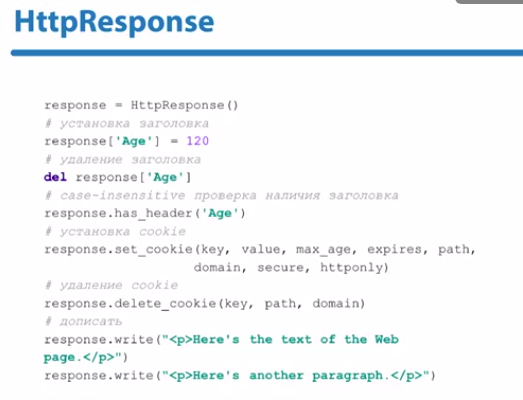 HttpResponse
response = HttpResponse()
# установка заголовка
response['Age'] = 120
# удаление заголовка
del response['Age']
# case-insensitive проверка наличия заголовка
response.has_header('Age')
# установка cookie
response.set_cookie(key, value, max_age, expires, path,
domain, secure, httponly)
# удаление cookie
response.delete_cookie(key, path, domain)
# дописать
response.write("<p>Here's the text of the Web
page.</p>")
response.write("<p>Here's another paragraph.</p>")